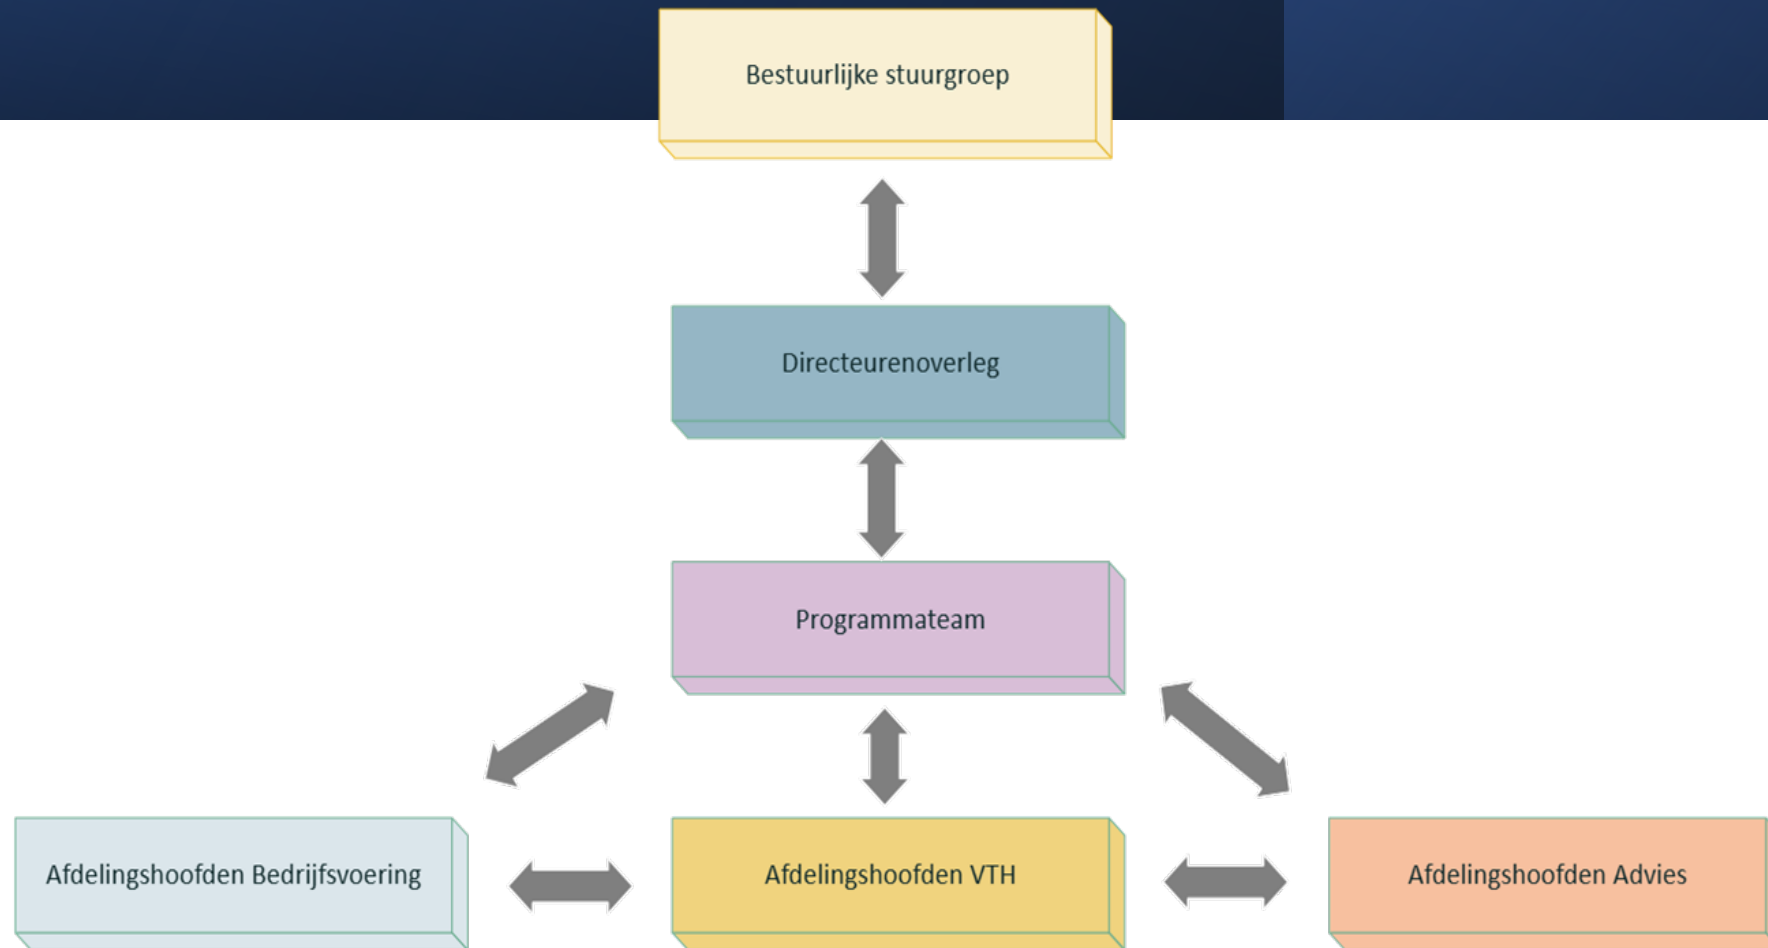 Bestuurlijke stuurgroep
Directeurenoverleg
Programmateam
Afdelingshoofden Bedrijfsvoering
Afdelingshoofden VTH
Afdelingshoofden Advies